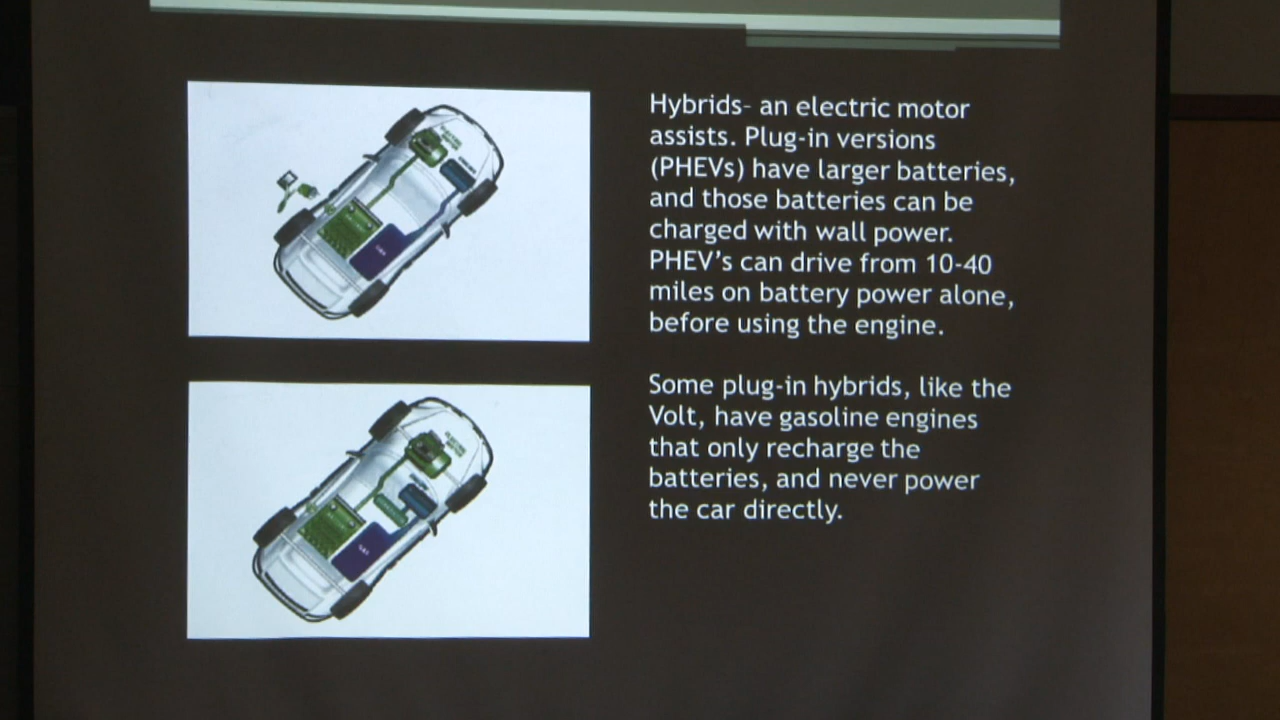 Hybrids– an electric motor
assists. Plug-in versions
(PHEVs) have larger batteries,
and those batteries can be
charged with wall power.
PHEV’s can drive from 10-40
miles on battery power alone,
before using the engine.
Some plug-in hybrids, like the
Volt, have gasoline engines
that only recharge the
batteries, and never power
the car directly.
GAS